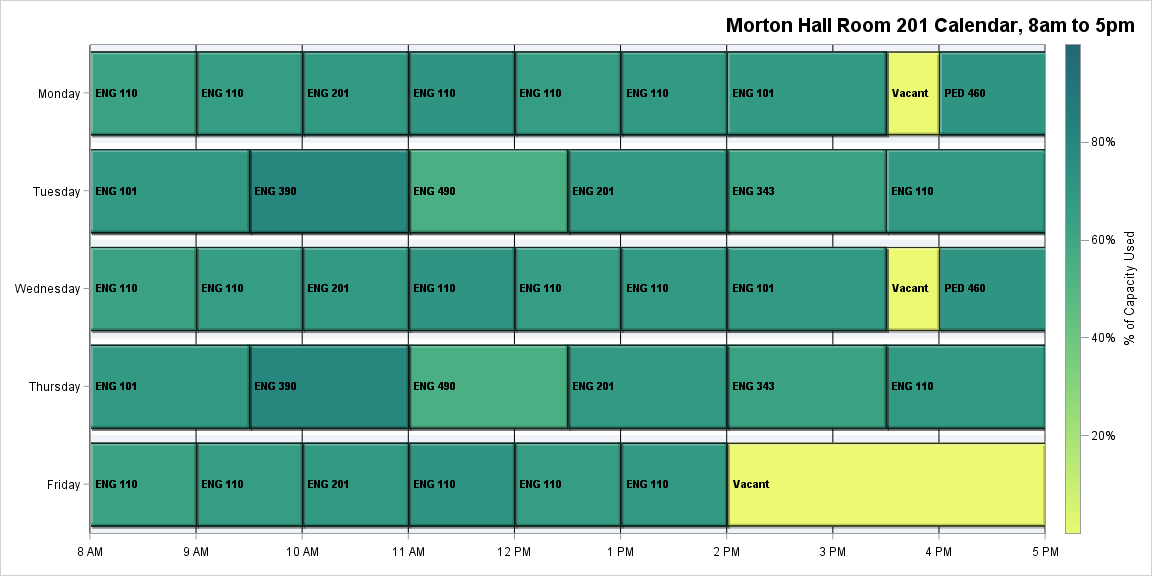 Morton Hall Room 201 Calendar, 8am to 5pm
Monday ENG 110 ENG 110 ENG 201 ENG 110 ENG 110 ENG 110 ENG 101 Vacant PED 460
80%
Tuesday ENG 101 ENG 390 ENG 490 ENG 201 ENG 343 ENG 110
60%
Wednesday ENG 110 ENG 110 ENG 201 ENG 110 ENG 110 ENG 110 ENG 101 Vacant PED 460
% of Capacity Used
40%
Thursday ENG 101 ENG 390 ENG 490 ENG 201 ENG 343 ENG 110
20%
Friday ENG 110 ENG 110 ENG 201 ENG 110 ENG 110 ENG 110 Vacant
8 AM 9 AM 10 AM 11 AM 12 PM 1 PM 2 PM 3 PM 4 PM 5 PM